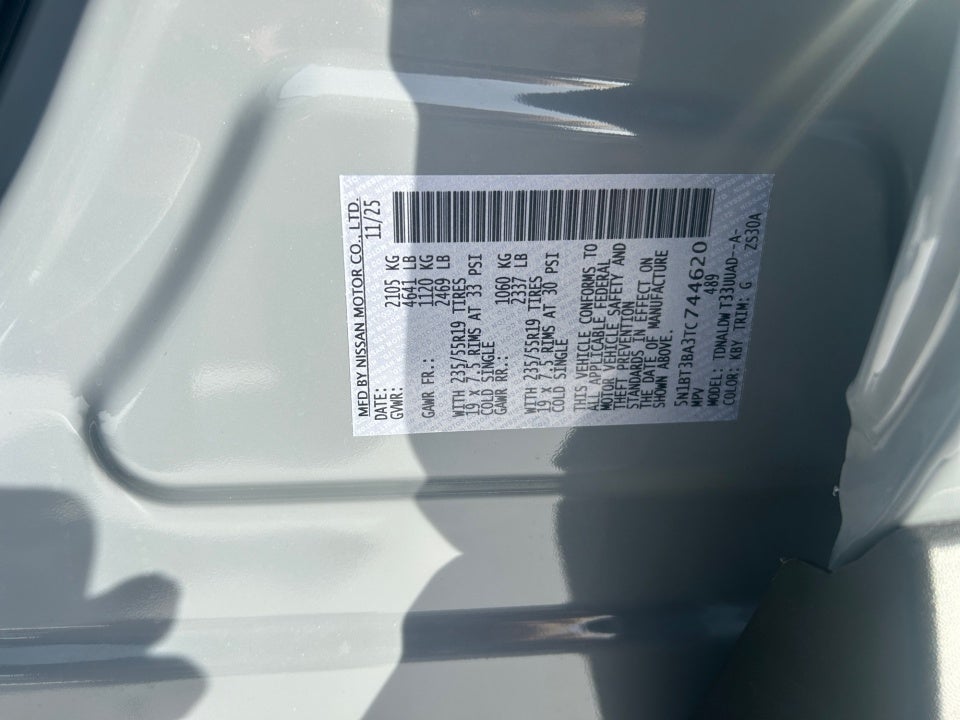 MFD BY NISSAN MOTOR CO., LTD.
DATE: 11/25
GVWR: 2105 KG
4641 LB
GAWR FR.: 1120 KG
2469 LB
WITH 235/55R19 TIRES
19 X 7.5 RIMS AT 33 PSI
COLD SINGLE
GAWR RR.: 1060 KG
2337 LB
WITH 235/55R19 TIRES
19 X 7.5 RIMS AT 30 PSI
COLD SINGLE
THIS VEHICLE CONFORMS TO
ALL APPLICABLE FEDERAL
MOTOR VEHICLE SAFETY AND
THEFT PREVENTION
STANDARDS IN EFFECT ON
THE DATE OF MANUFACTURE
SHOWN ABOVE.
5N1BT3BA3TC744620
MPV 489
MODEL: TDNALDW T33UUAD--A-
COLOR: KBY TRIM: G ZS30A